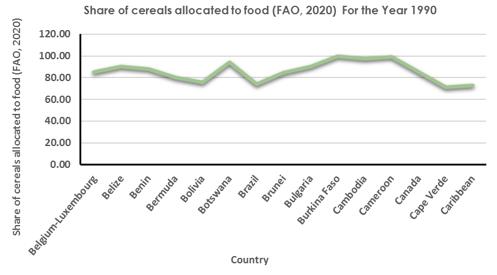 Share of cereals allocated to food (FAO, 2020) For the Year 1990
Share of cereals allocated to food (FAO, 2020)
120.00
100.00
80.00
60.00
40.00
20.00
0.00
Belgium-Luxembourg
Belize
Benin
Bermuda
Bolivia
Botswana
Brazil
Brunei
Bulgaria
Burkina Faso
Cambodia
Cameroon
Canada
Cape Verde
Caribbean
Country